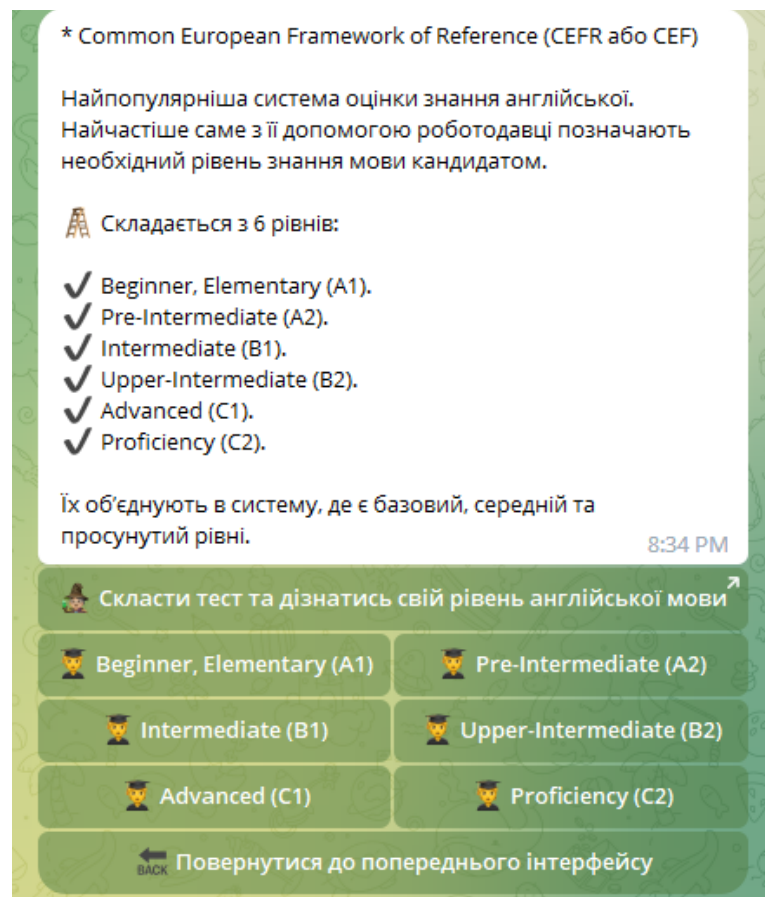 * Common European Framework of Reference (CEFR або CEF)
Найпопулярніша система оцінки знання англійської.
Найчастіше саме з її допомогою роботодавці позначають
необхідний рівень знання мови кандидатом.
🪜 Складається з 6 рівнів:
✔ Beginner, Elementary (A1).
✔ Pre-Intermediate (A2).
✔ Intermediate (B1).
✔ Upper-Intermediate (B2).
✔ Advanced (C1).
✔ Proficiency (C2).
Їх об’єднують в систему, де є базовий, середній та
просунутий рівні.
8:34 PM
Скласти тест та дізнатись свій рівень англійської мови
Beginner, Elementary (A1)
Pre-Intermediate (A2)
Intermediate (B1)
Upper-Intermediate (B2)
Advanced (C1)
Proficiency (C2)
BACK Повернутися до попереднього інтерфейсу